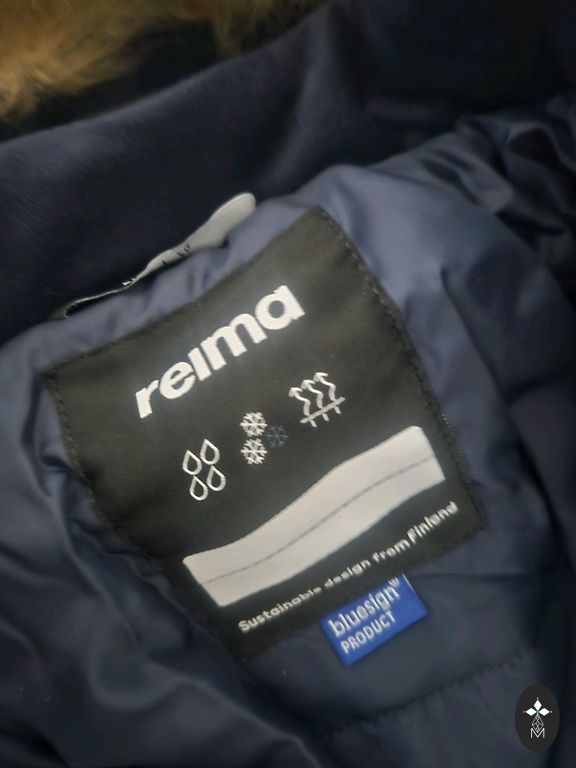 reima
Sustainable design from Finland
bluesign®
PRODUCT
M